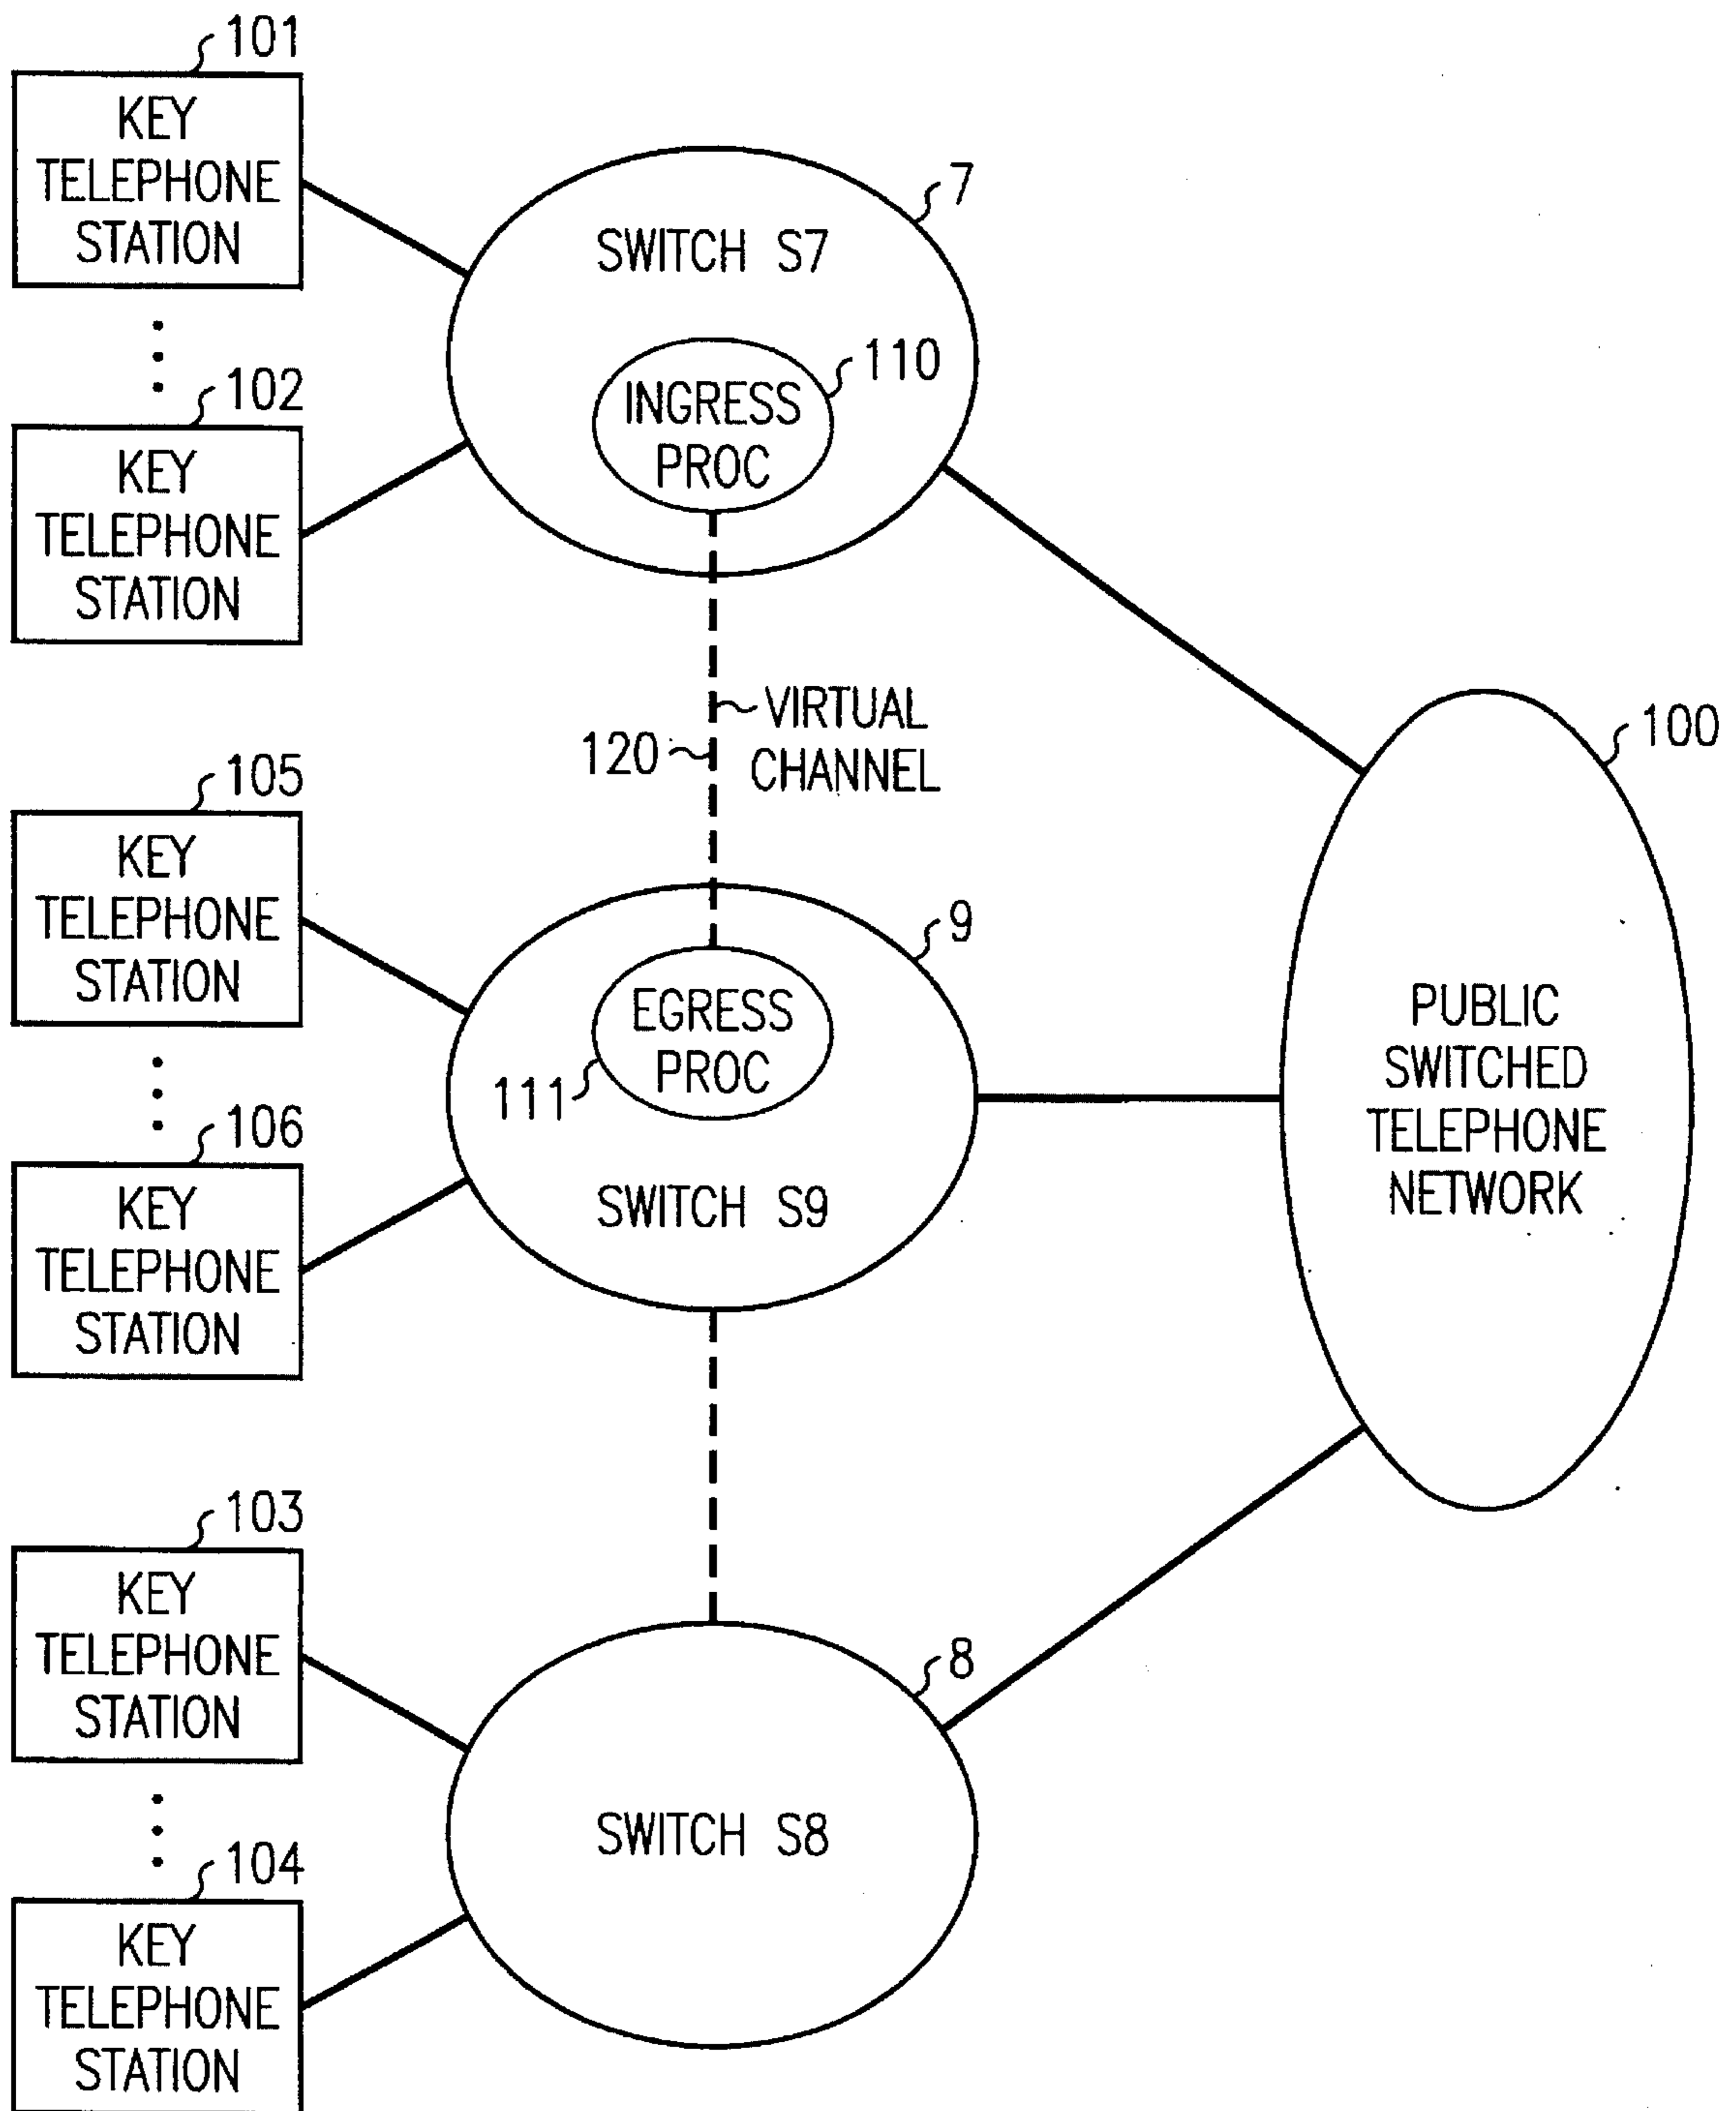 101
KEY
TELEPHONE
STATION
102
KEY
TELEPHONE
STATION
7
SWITCH S7
110
INGRESS
PROC
VIRTUAL
CHANNEL
120
105
KEY
TELEPHONE
STATION
106
KEY
TELEPHONE
STATION
9
EGRESS
PROC
111
SWITCH S9
100
PUBLIC
SWITCHED
TELEPHONE
NETWORK
103
KEY
TELEPHONE
STATION
104
KEY
TELEPHONE
STATION
8
SWITCH S8